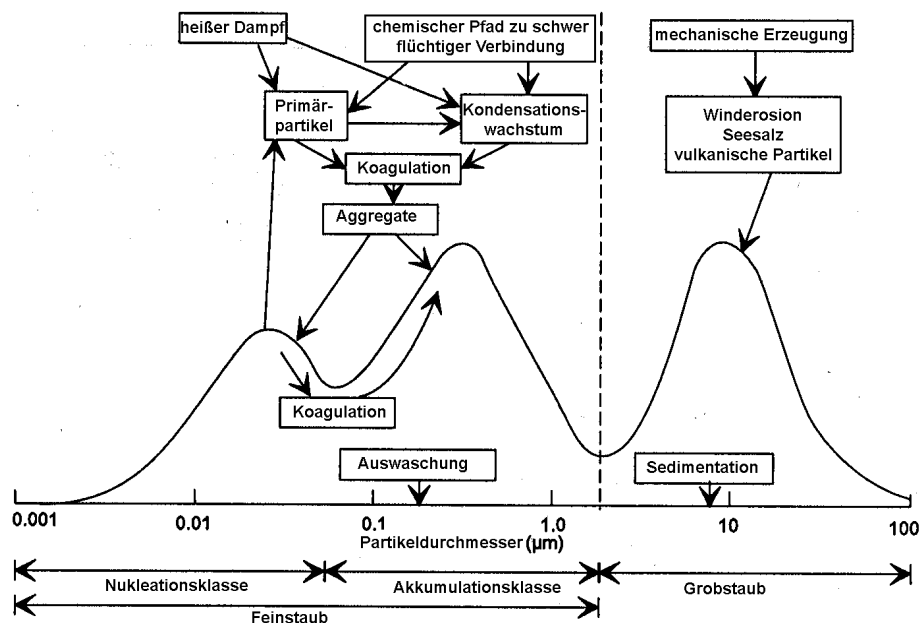 heißer Dampf
chemischer Pfad zu schwer
flüchtiger Verbindung
mechanische Erzeugung
Primär-
partikel
Kondensations-
wachstum
Winderosion
Seesalz
vulkanische Partikel
Koagulation
Aggregate
Koagulation
Auswaschung
Sedimentation
0.001
0.01
0.1
1.0
10
100
Partikeldurchmesser (µm)
Nukleationsklasse
Akkumulationsklasse
Grobstaub
Feinstaub